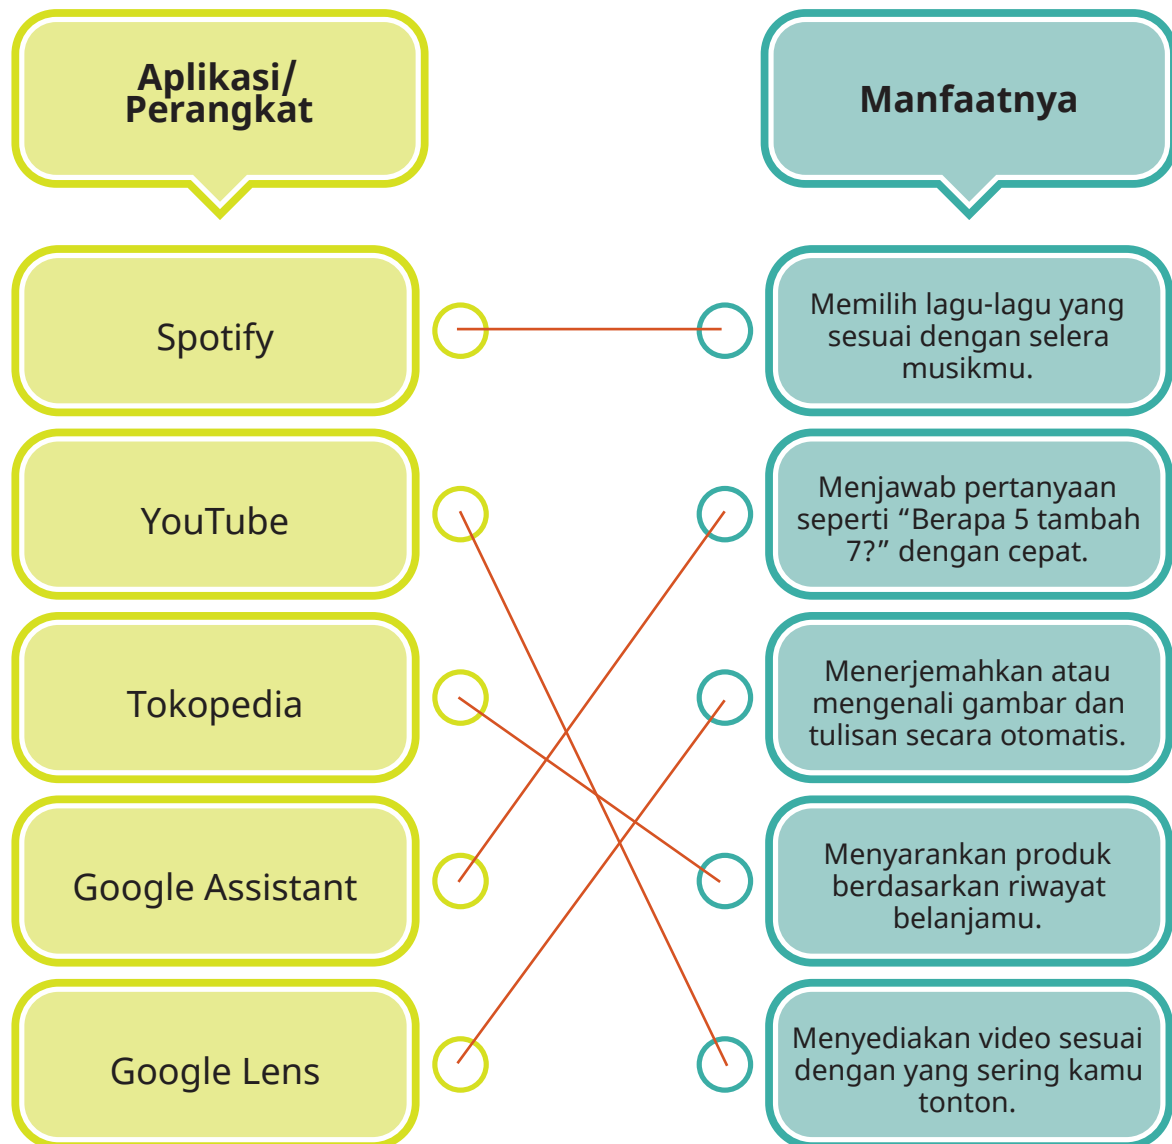 Aplikasi/
Perangkat
Manfaatnya
Spotify
Memilih lagu-lagu yang
sesuai dengan selera
musikmu.
YouTube
Menjawab pertanyaan
seperti “Berapa 5 tambah
7?” dengan cepat.
Tokopedia
Menerjemahkan atau
mengenali gambar dan
tulisan secara otomatis.
Google Assistant
Menyarankan produk
berdasarkan riwayat
belanjamu.
Google Lens
Menyediakan video sesuai
dengan yang sering kamu
tonton.